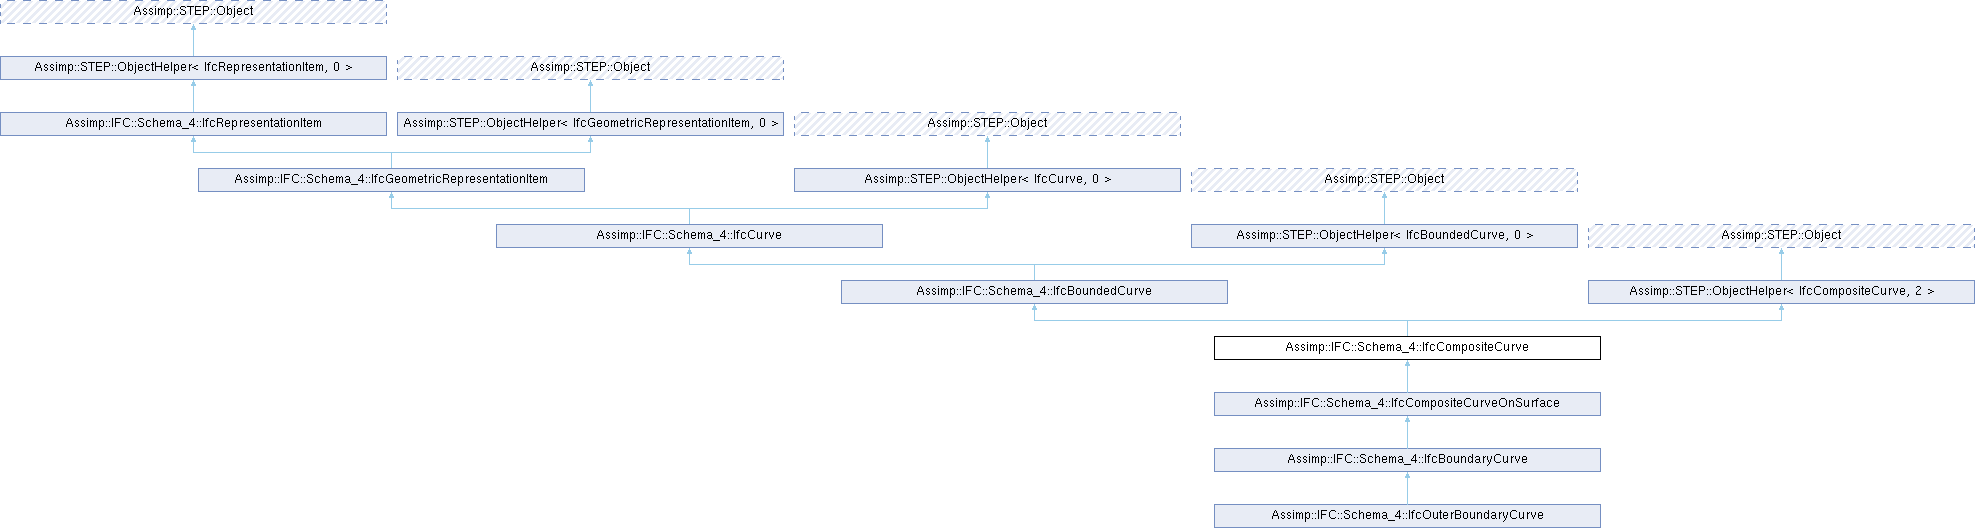 Assimp::STEP::Object
Assimp::STEP::ObjectHelper< IfcRepresentationItem, 0 >
Assimp::STEP::Object
Assimp::IFC::Schema_4::IfcRepresentationItem
Assimp::STEP::ObjectHelper< IfcGeometricRepresentationItem, 0 >
Assimp::STEP::Object
Assimp::IFC::Schema_4::IfcGeometricRepresentationItem
Assimp::STEP::ObjectHelper< IfcCurve, 0 >
Assimp::STEP::Object
Assimp::IFC::Schema_4::IfcCurve
Assimp::STEP::ObjectHelper< IfcBoundedCurve, 0 >
Assimp::STEP::Object
Assimp::IFC::Schema_4::IfcBoundedCurve
Assimp::STEP::ObjectHelper< IfcCompositeCurve, 2 >
Assimp::IFC::Schema_4::IfcCompositeCurve
Assimp::IFC::Schema_4::IfcCompositeCurveOnSurface
Assimp::IFC::Schema_4::IfcBoundaryCurve
Assimp::IFC::Schema_4::IfcOuterBoundaryCurve